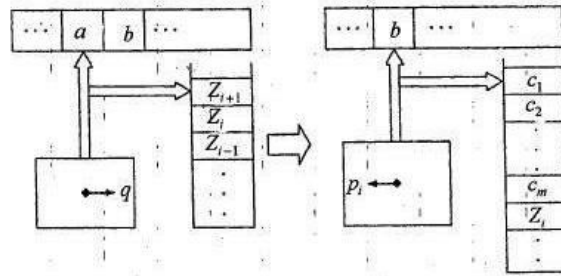 ··· a b ···
Z_{i+1}
Z_i
Z_{i-1}
q
··· b ···
c_1
c_2
c_m
Z_i
p_i